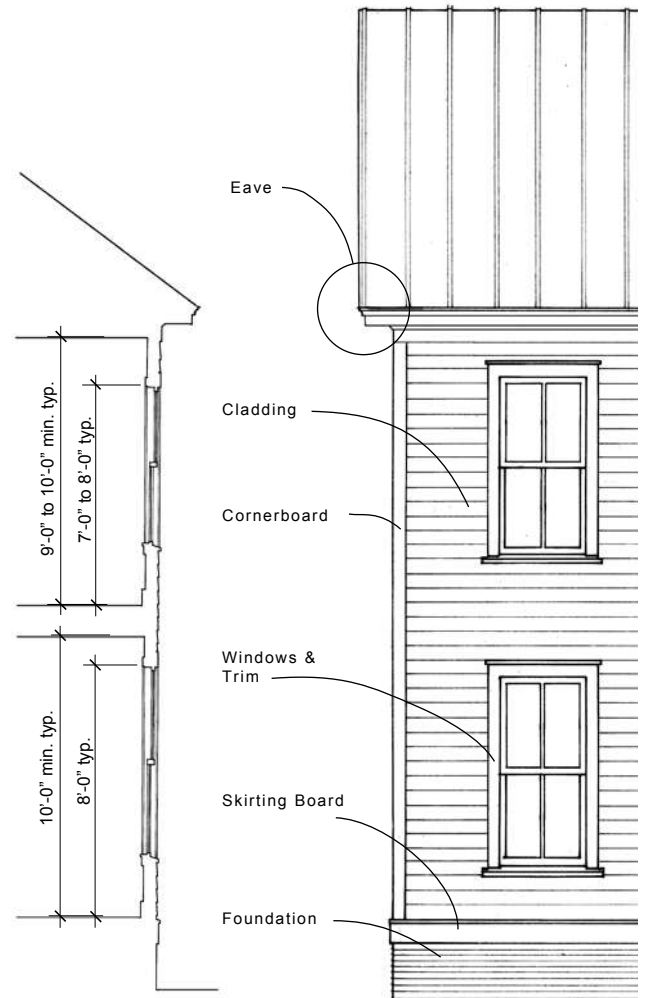 Eave
9’-0” to 10’-0” min. typ.
7’-0” to 8’-0” typ.
Cladding
Cornerboard
Windows &
Trim
10’-0” min. typ.
8’-0” typ.
Skirting Board
Foundation